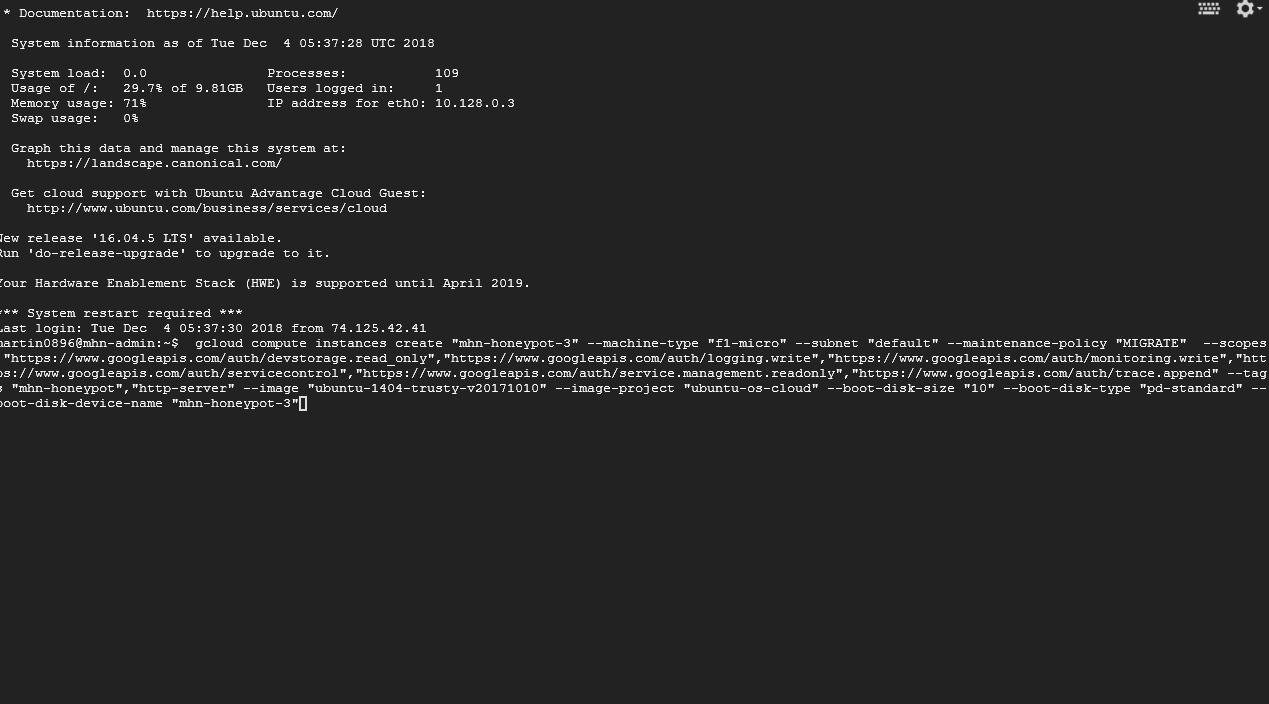 * Documentation:  https://help.ubuntu.com/
System information as of Tue Dec  4 05:37:28 UTC 2018
System load:  0.0               Processes:           109
Usage of /:   29.7% of 9.81GB   Users logged in:     1
Memory usage: 71%               IP address for eth0: 10.128.0.3
Swap usage:   0%
Graph this data and manage this system at:
https://landscape.canonical.com/
Get cloud support with Ubuntu Advantage Cloud Guest:
http://www.ubuntu.com/business/services/cloud
New release '16.04.5 LTS' available.
Run 'do-release-upgrade' to upgrade to it.
Your Hardware Enablement Stack (HWE) is supported until April 2019.
*** System restart required ***
Last login: Tue Dec  4 05:37:30 2018 from 74.125.42.41
martin0896@mhn-admin:~$  gcloud compute instances create "mhn-honeypot-3" --machine-type "f1-micro" --subnet "default" --maintenance-policy "MIGRATE"  --scopes
"https://www.googleapis.com/auth/devstorage.read_only","https://www.googleapis.com/auth/logging.write","https://www.googleapis.com/auth/monitoring.write","htt
ps://www.googleapis.com/auth/servicecontrol","https://www.googleapis.com/auth/service.management.readonly","https://www.googleapis.com/auth/trace.append" --tag
s "mhn-honeypot","http-server" --image "ubuntu-1404-trusty-v20171010" --image-project "ubuntu-os-cloud" --boot-disk-size "10" --boot-disk-type "pd-standard" --
boot-disk-device-name "mhn-honeypot-3"